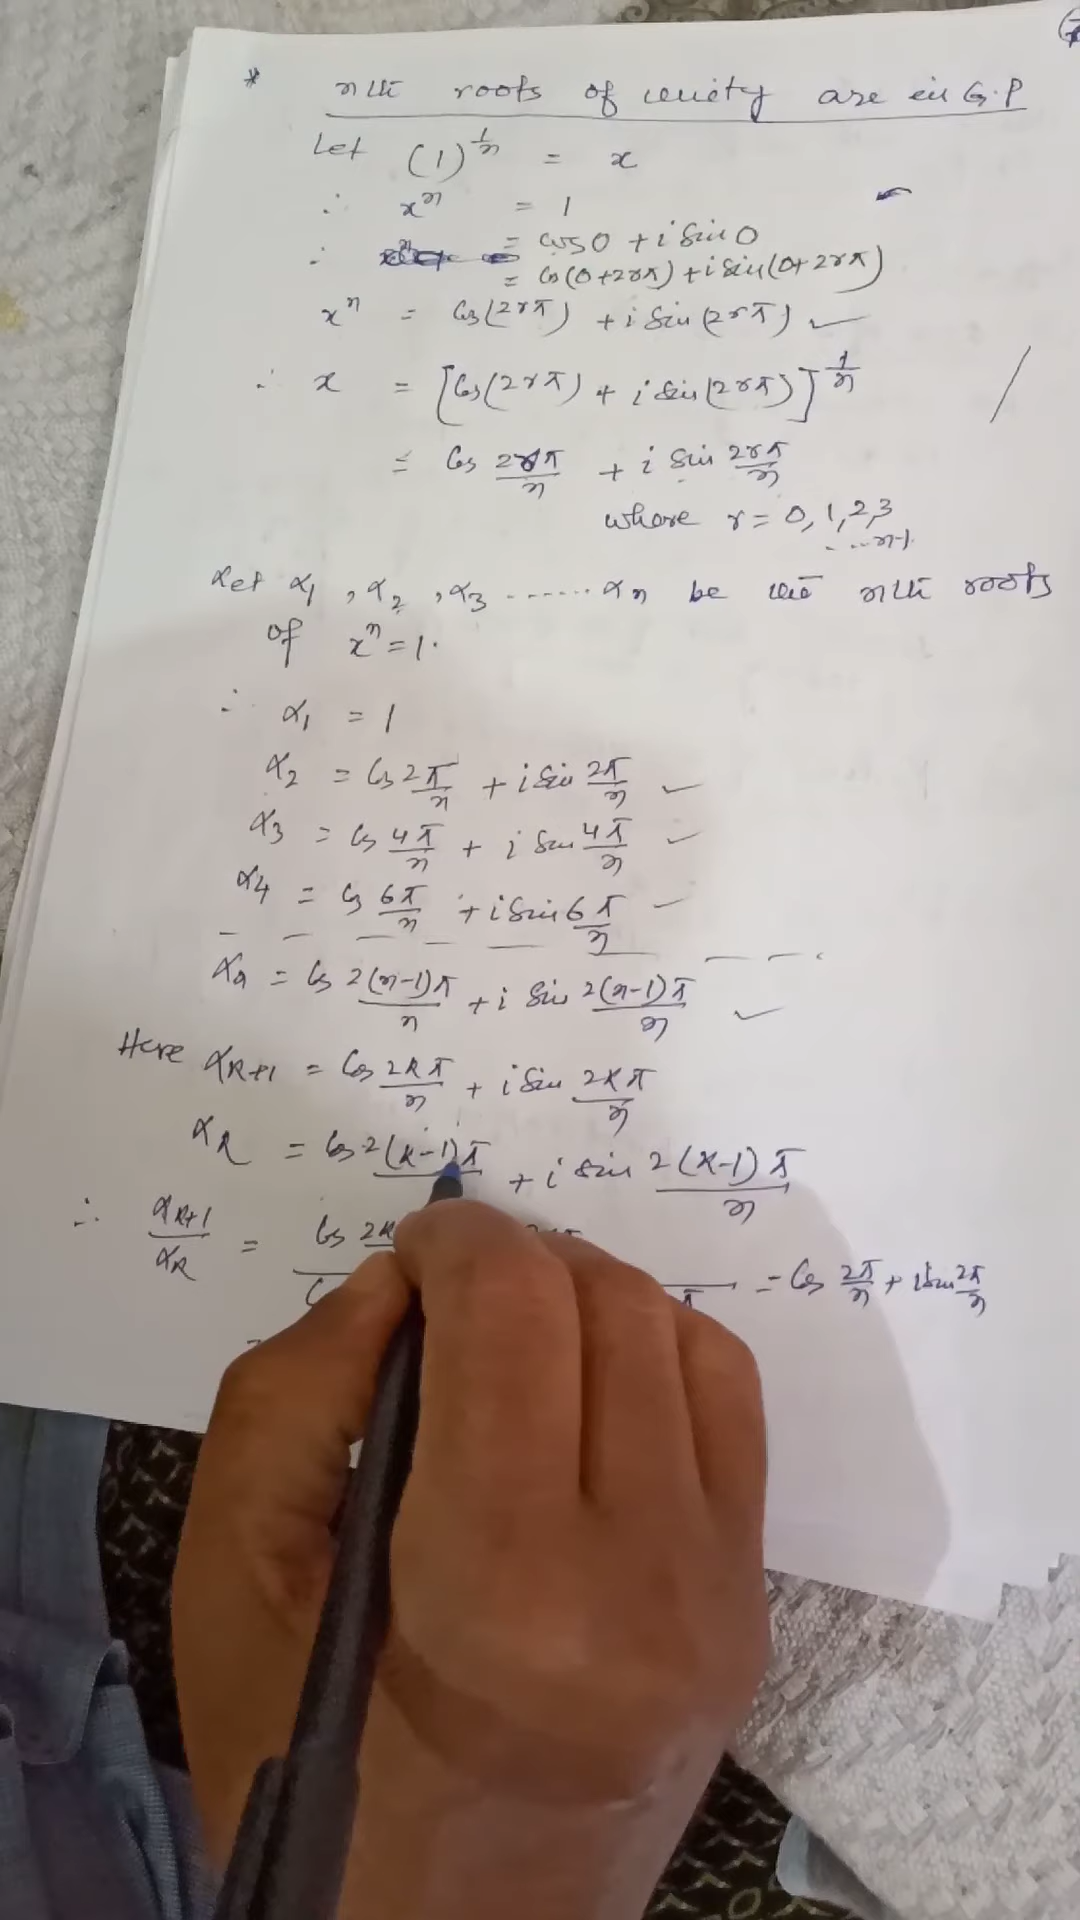 * nth roots of unity are in G.P
Let (1)^{1/n} = x
∴ x^n = 1
∴ = cos0 + i Sin0
= Cos(0+2rπ) + i Sin(0+2rπ)
x^n = Cos(2rπ) + i Sin(2rπ) ✓
∴ x = [Cos(2rπ) + i Sin(2rπ)]^{1/n} /
= Cos 2rπ/n + i Sin 2rπ/n
where r = 0, 1, 2, 3
....n-1.
Let α1, α2, α3 ...... αn be the nth roots
of x^n = 1.
∴ α1 = 1
α2 = Cos 2π/n + i Sin 2π/n ✓
α3 = Cos 4π/n + i Sin 4π/n ✓
α4 = Cos 6π/n + i Sin 6π/n ✓
αn = Cos 2(n-1)π/n + i Sin 2(n-1)π/n ✓
Here αK+1 = Cos 2Kπ/n + i Sin 2Kπ/n
αK = Cos 2(K-1)π + i Sin 2(K-1)π/n
∴ αK+1/αK = Cos 2K = Cos 2π/n + i Sin 2π/n
=